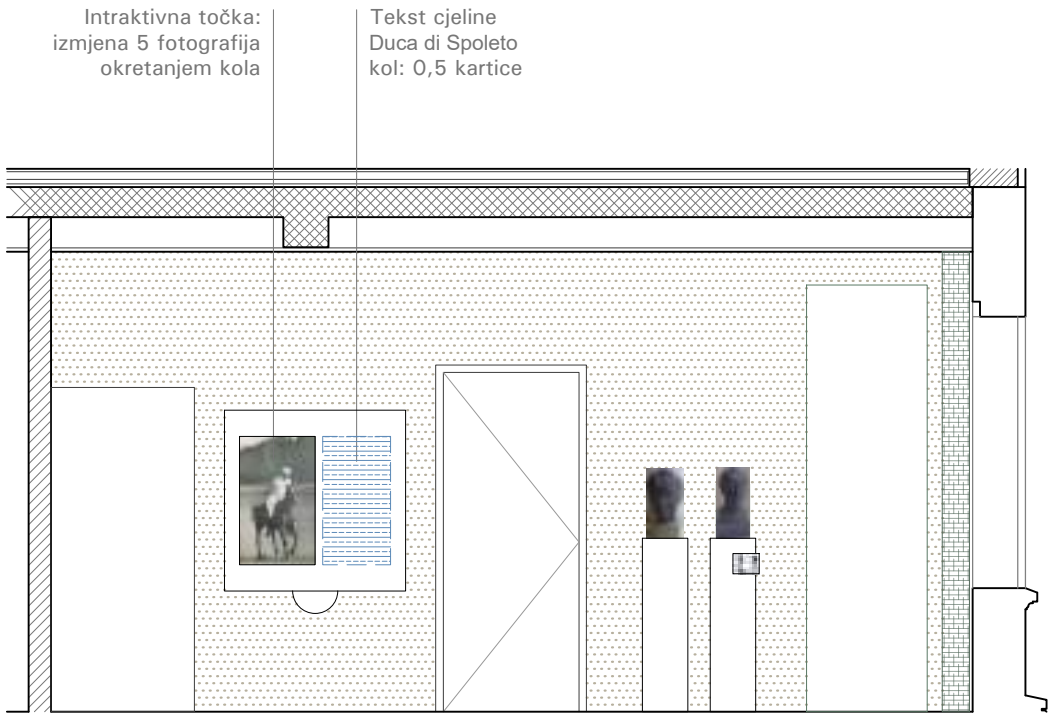 Intraktivna točka:
izmjena 5 fotografija
okretanjem kola
Tekst cjeline
Duca di Spoleto
kol: 0,5 kartice